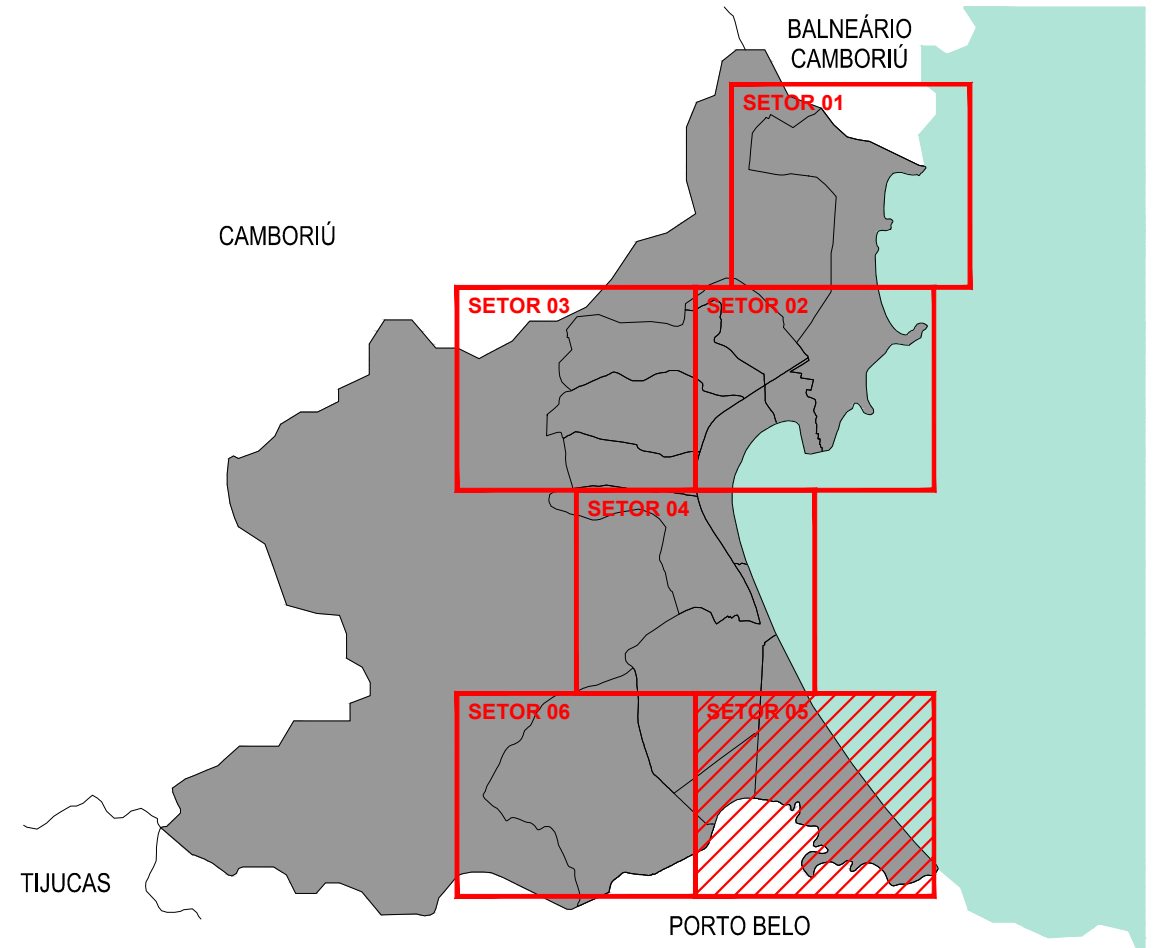 BALNEÁRIO
CAMBORIÚ
SETOR 01
CAMBORIÚ
SETOR 03
SETOR 02
SETOR 04
SETOR 06
SETOR 05
TIJUCAS
PORTO BELO